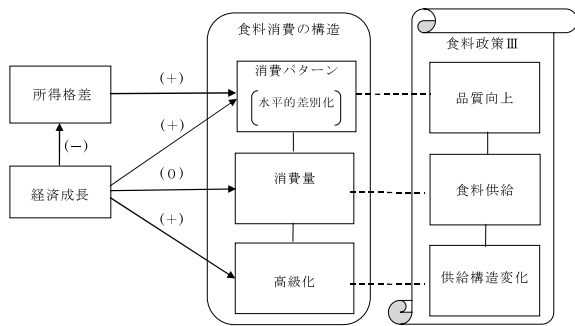 食料消費の構造
食料政策Ⅲ
所得格差
(+)
消費パターン
水平的差別化
品質向上
(−)
(+)
経済成長
(0)
消費量
食料供給
(+)
高級化
供給構造変化